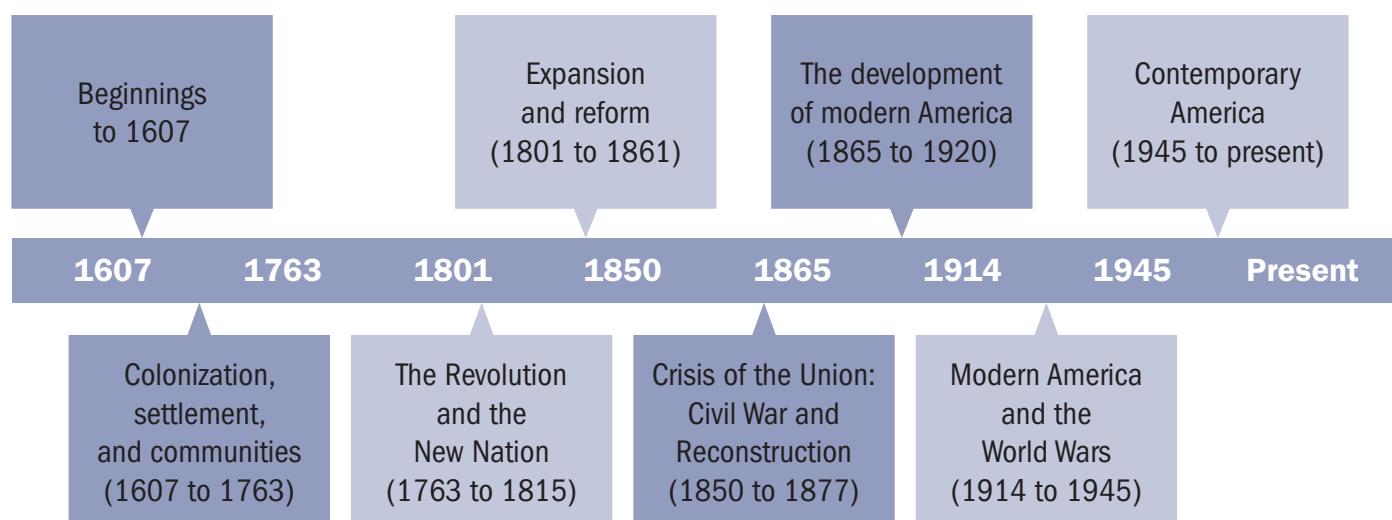 Beginnings
to 1607
Expansion
and reform
(1801 to 1861)
The development
of modern America
(1865 to 1920)
Contemporary
America
(1945 to present)
1607 1763 1801 1850 1865 1914 1945 Present
Colonization,
settlement,
and communities
(1607 to 1763)
The Revolution
and the
New Nation
(1763 to 1815)
Crisis of the Union:
Civil War and
Reconstruction
(1850 to 1877)
Modern America
and the
World Wars
(1914 to 1945)